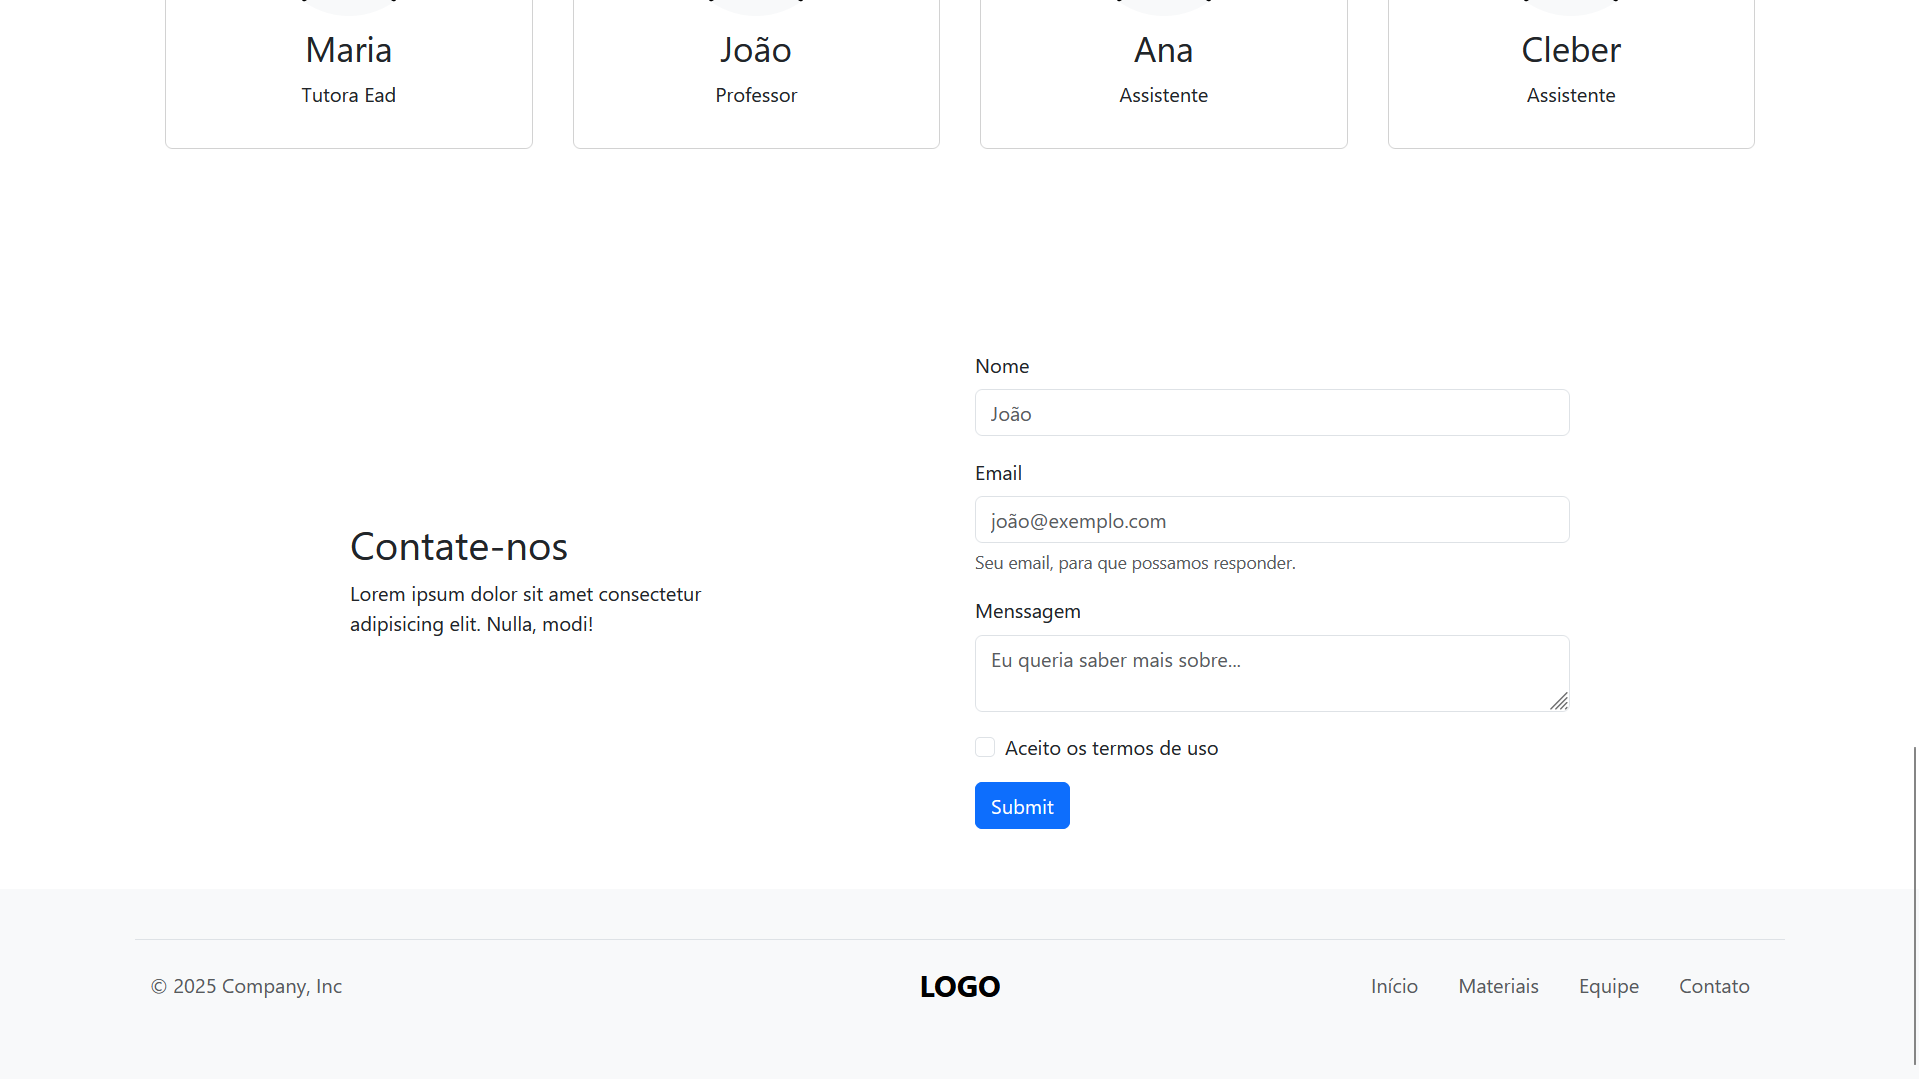 Maria
Tutora Ead
João
Professor
Ana
Assistente
Cleber
Assistente
Contate-nos
Lorem ipsum dolor sit amet consectetur
adipisicing elit. Nulla, modi!
Nome
João
Email
joão@exemplo.com
Seu email, para que possamos responder.
Menssagem
Eu queria saber mais sobre...
Aceito os termos de uso
Submit
© 2025 Company, Inc
LOGO
Início
Materiais
Equipe
Contato